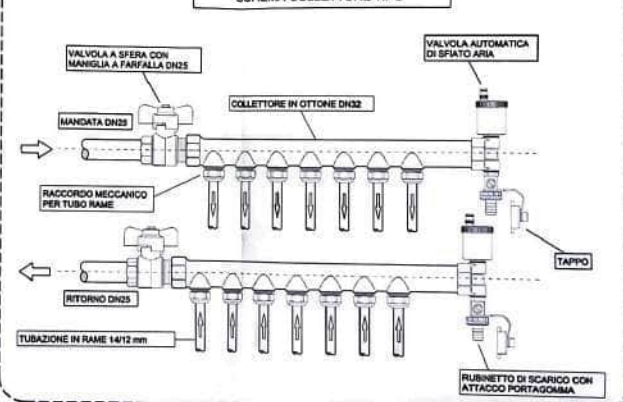 VALVOLA A SFERA CON
MANIGLIA A FARFALLA DN25
VALVOLA AUTOMATICA
DI SFIATO ARIA
MANDATA DN25
COLLETTORE IN OTTONE DN32
RACCORDO MECCANICO
PER TUBO RAME
TAPPO
RITORNO DN25
TUBAZIONE IN RAME 14/12 mm
RUBINETTO DI SCARICO CON
ATTACCO PORTAGOMMA